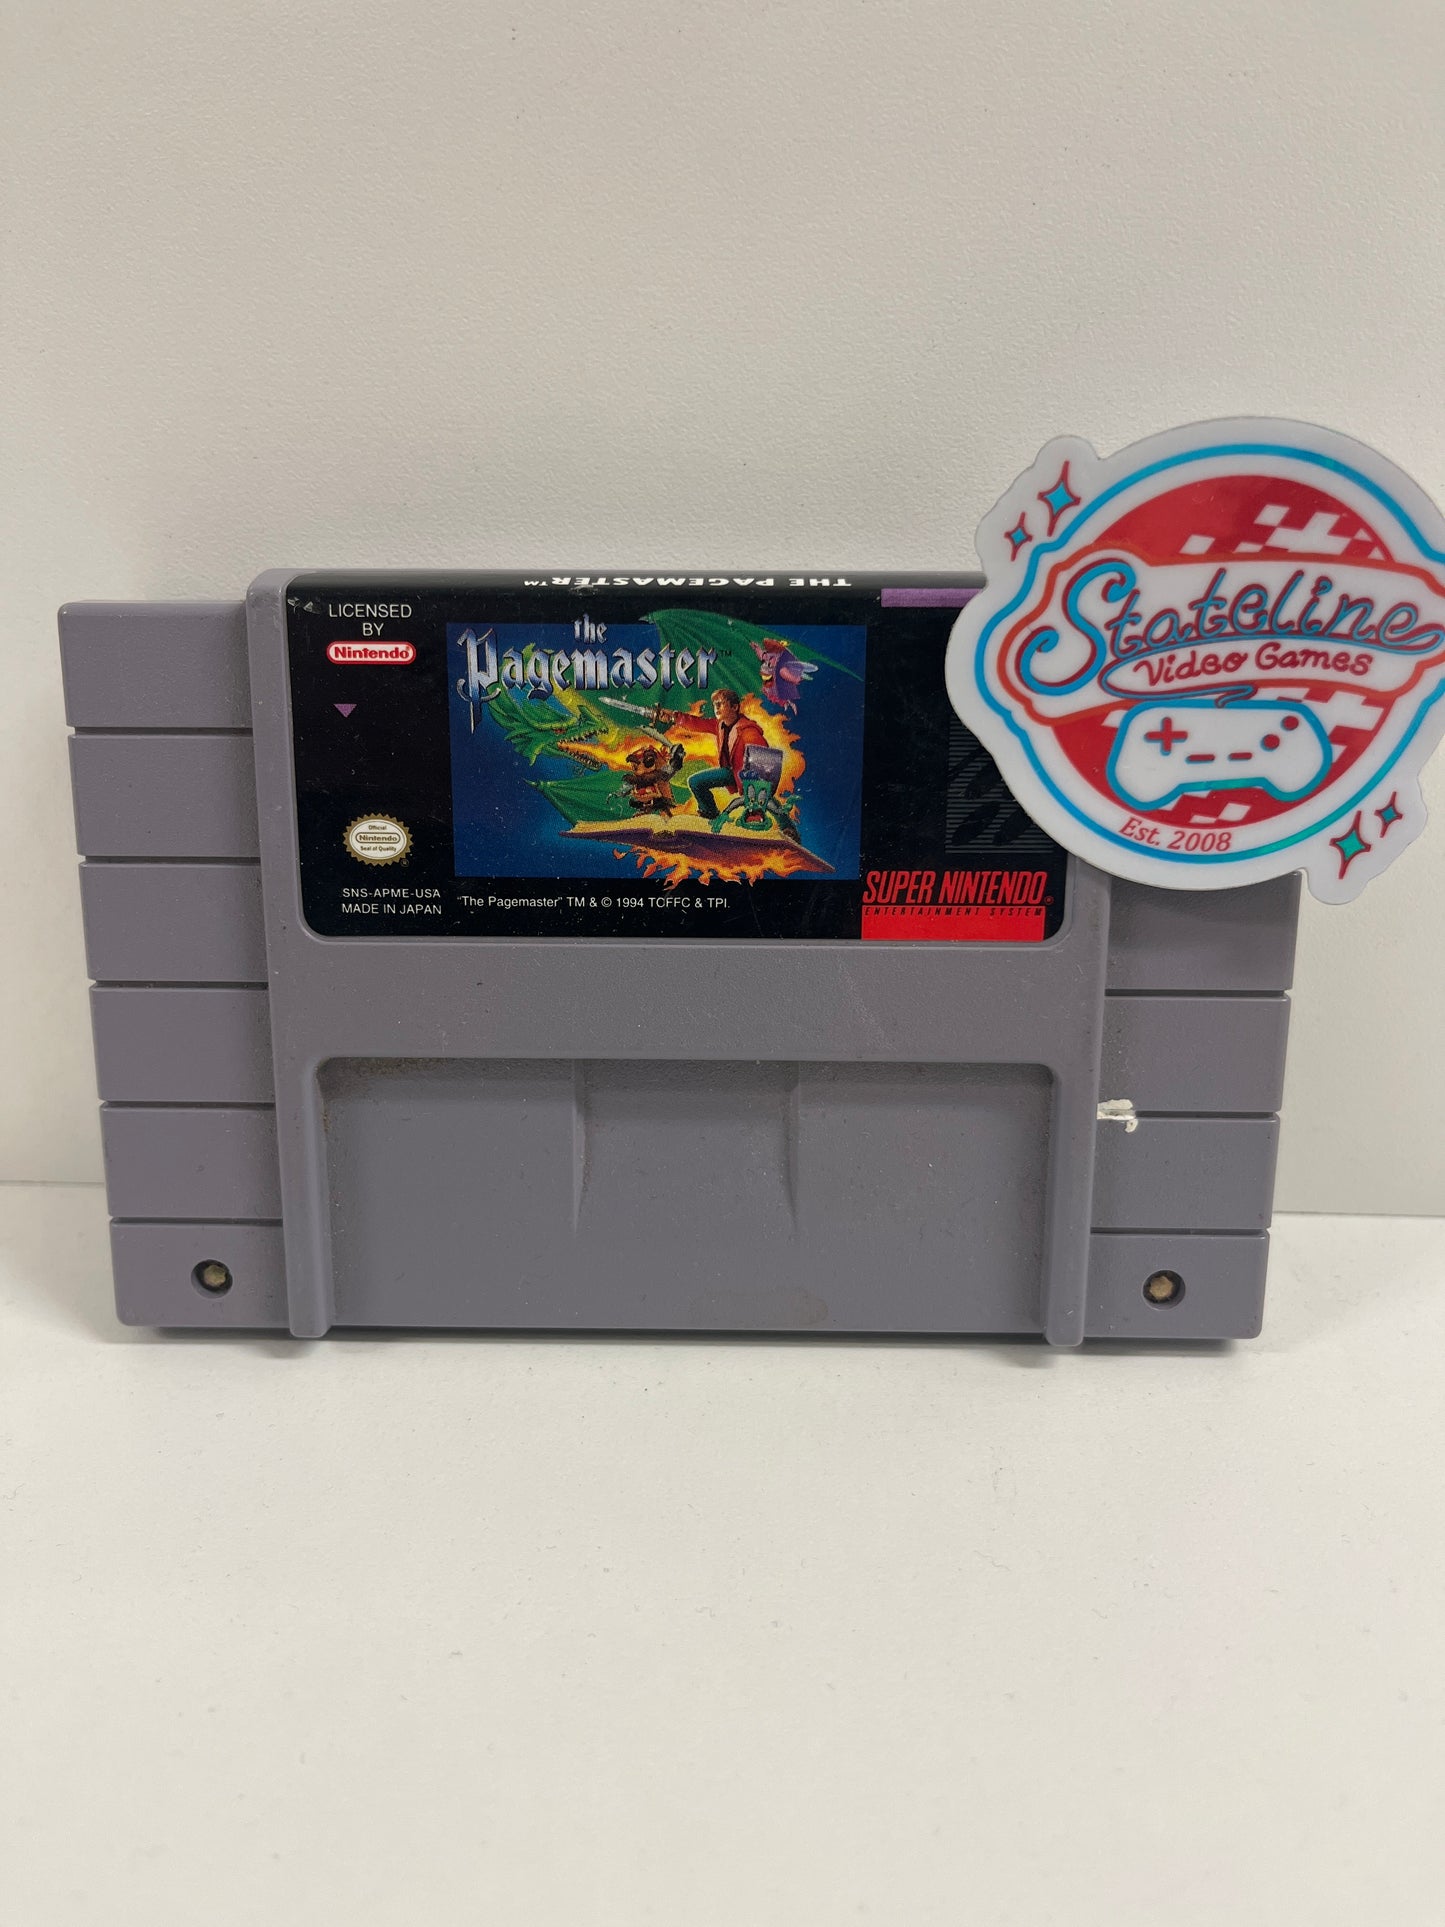 THE PAGEMASTER™
LICENSED
BY
Nintendo
the
Pagemaster™
Official
Nintendo
Seal of Quality
SNS-APME-USA
MADE IN JAPAN
"The Pagemaster" TM & © 1994 TCFFC & TPI.
SUPER NINTENDO®
ENTERTAINMENT SYSTEM
Stateline
Video Games
Est. 2008